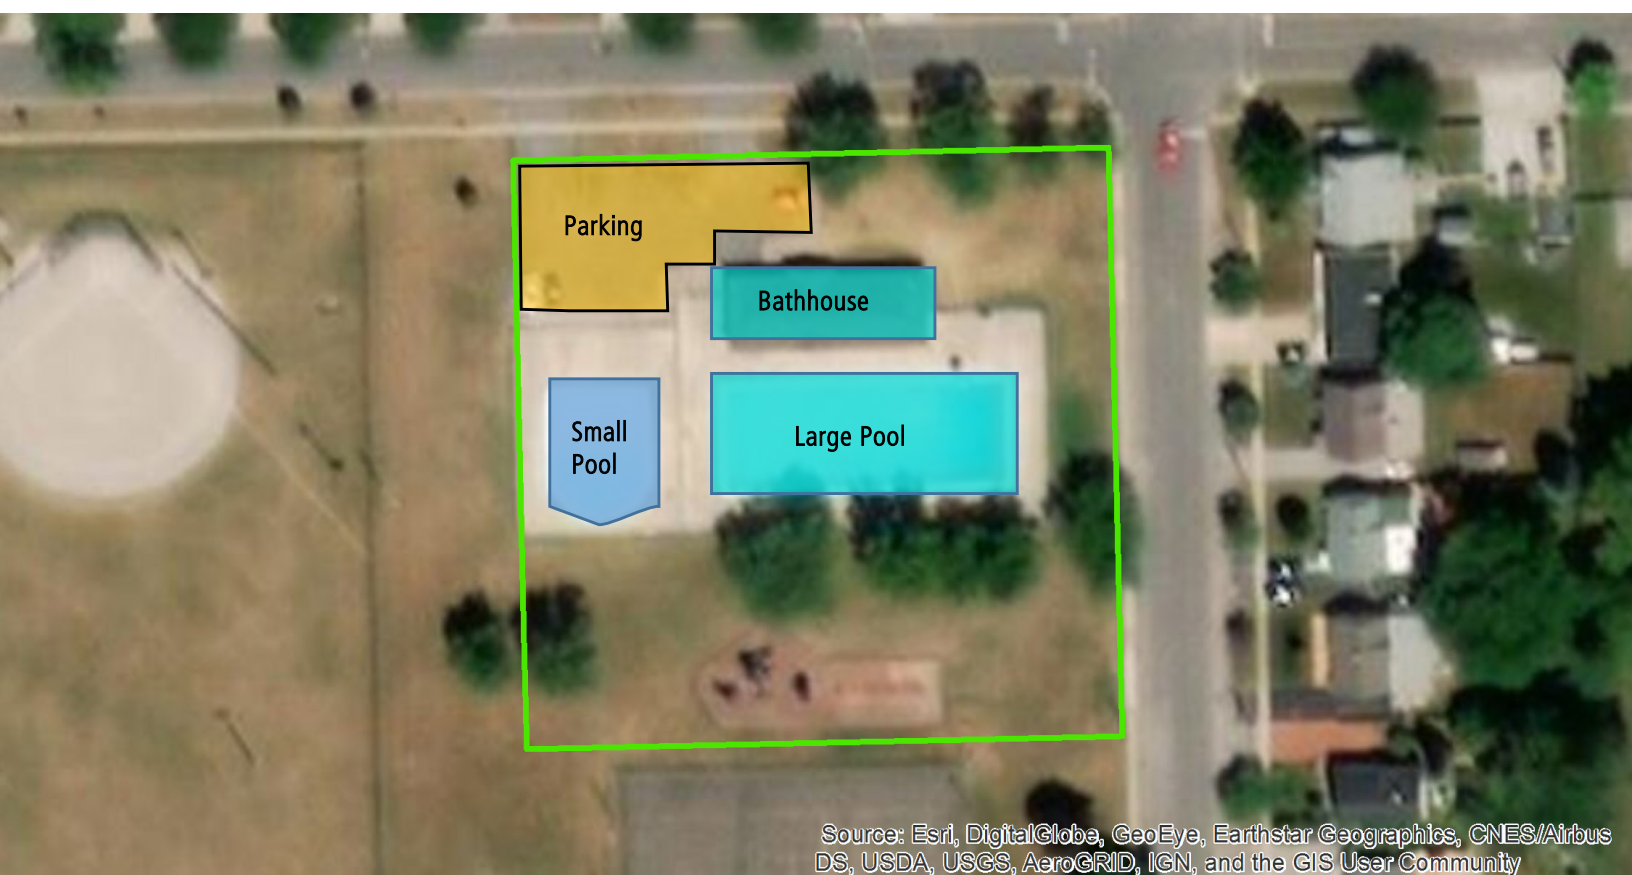 Parking
Bathhouse
Small
Pool
Large Pool
Source: Esri, DigitalGlobe, GeoEye, Earthstar Geographics, CNES/Airbus
DS, USDA, USGS, AeroGRID, IGN, and the GIS User Community